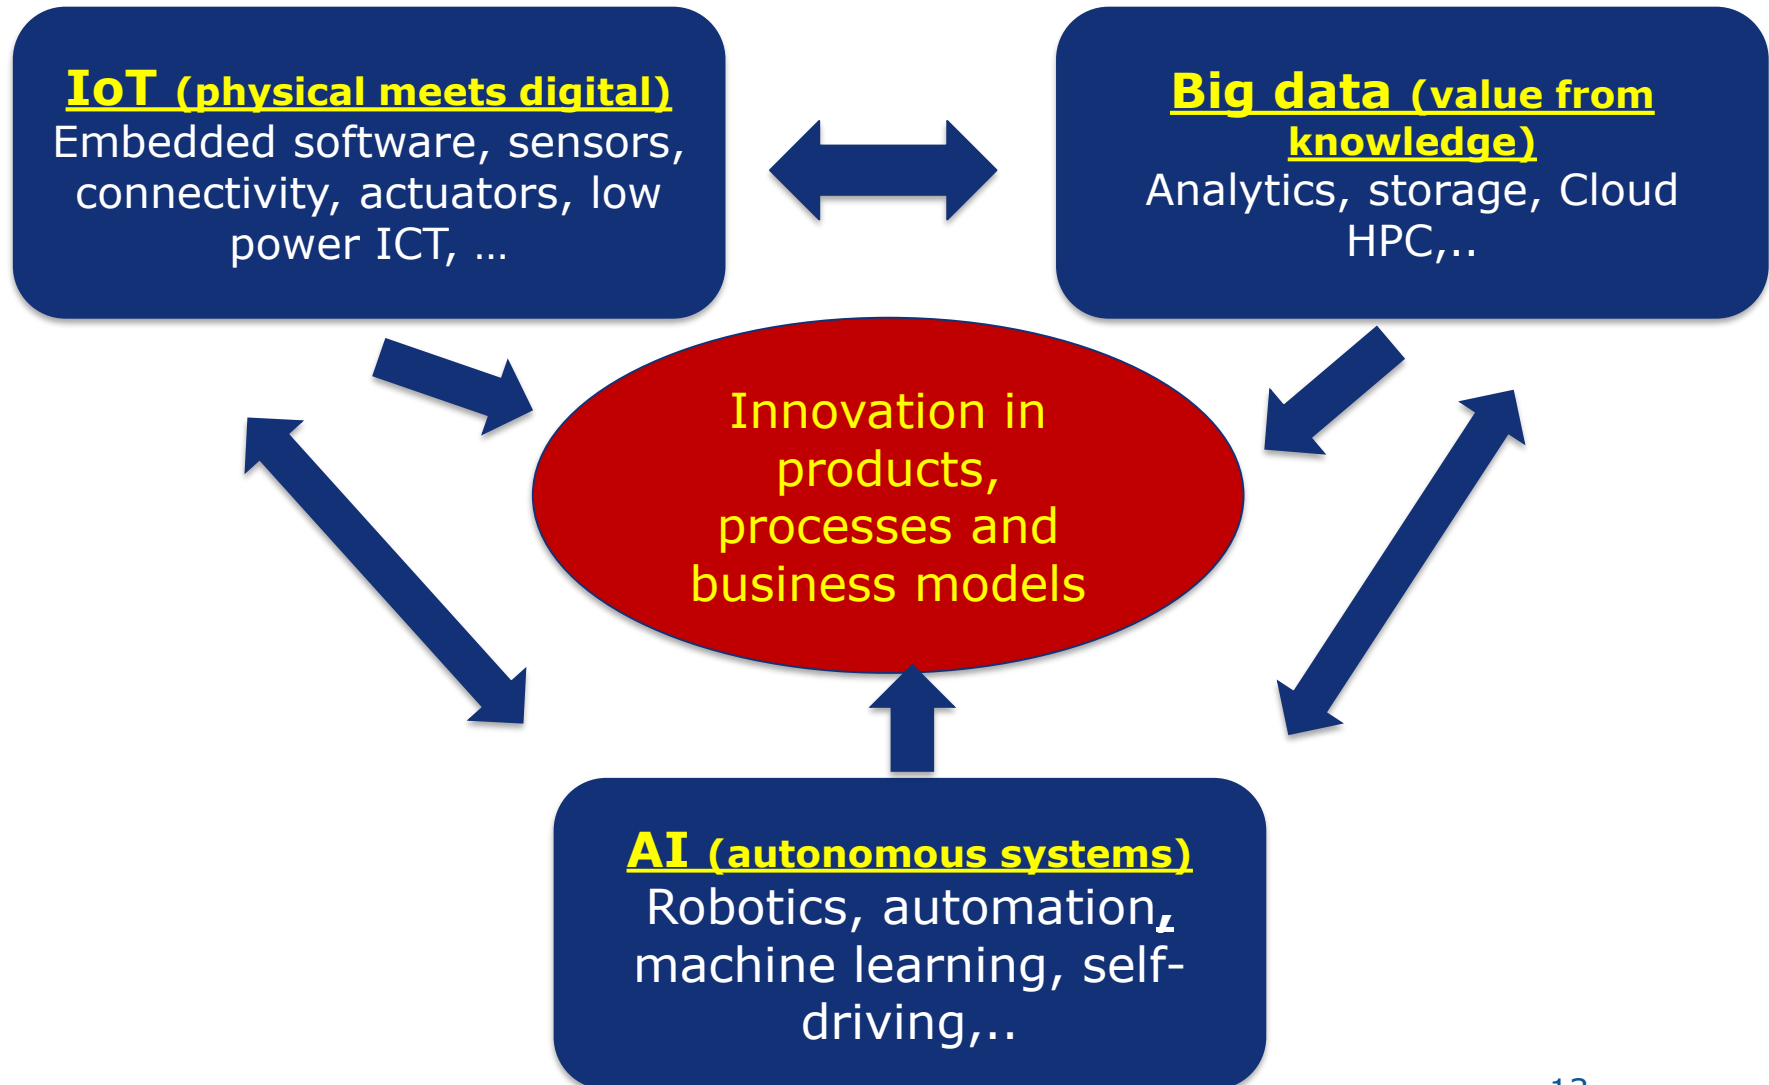 IoT (physical meets digital)
Embedded software, sensors,
connectivity, actuators, low
power ICT, …
Big data (value from
knowledge)
Analytics, storage, Cloud
HPC,..
Innovation in
products,
processes and
business models
AI (autonomous systems)
Robotics, automation,
machine learning, self-
driving,..